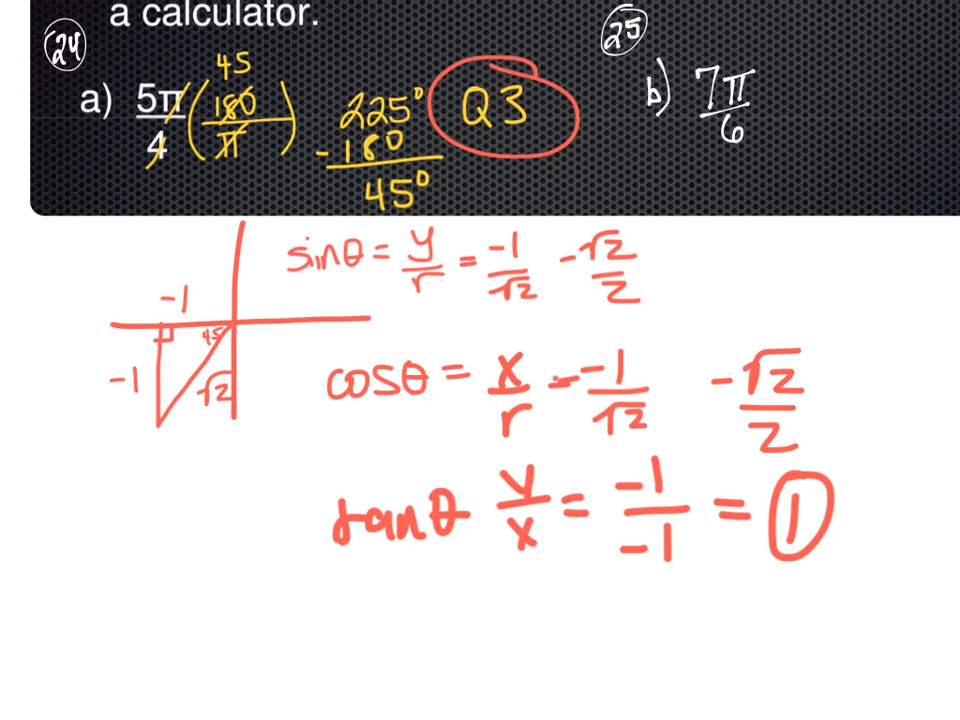 a calculator.
24
25
a) 5π/4 (180/π) 45 225° Q3
-180
45°
b) 7π/6
sinθ = y/r = -1/√2 -√2/2
-1
45
-1
√2
cosθ = x/r = -1/√2 -√2/2
tanθ y/x = -1/-1 = 1